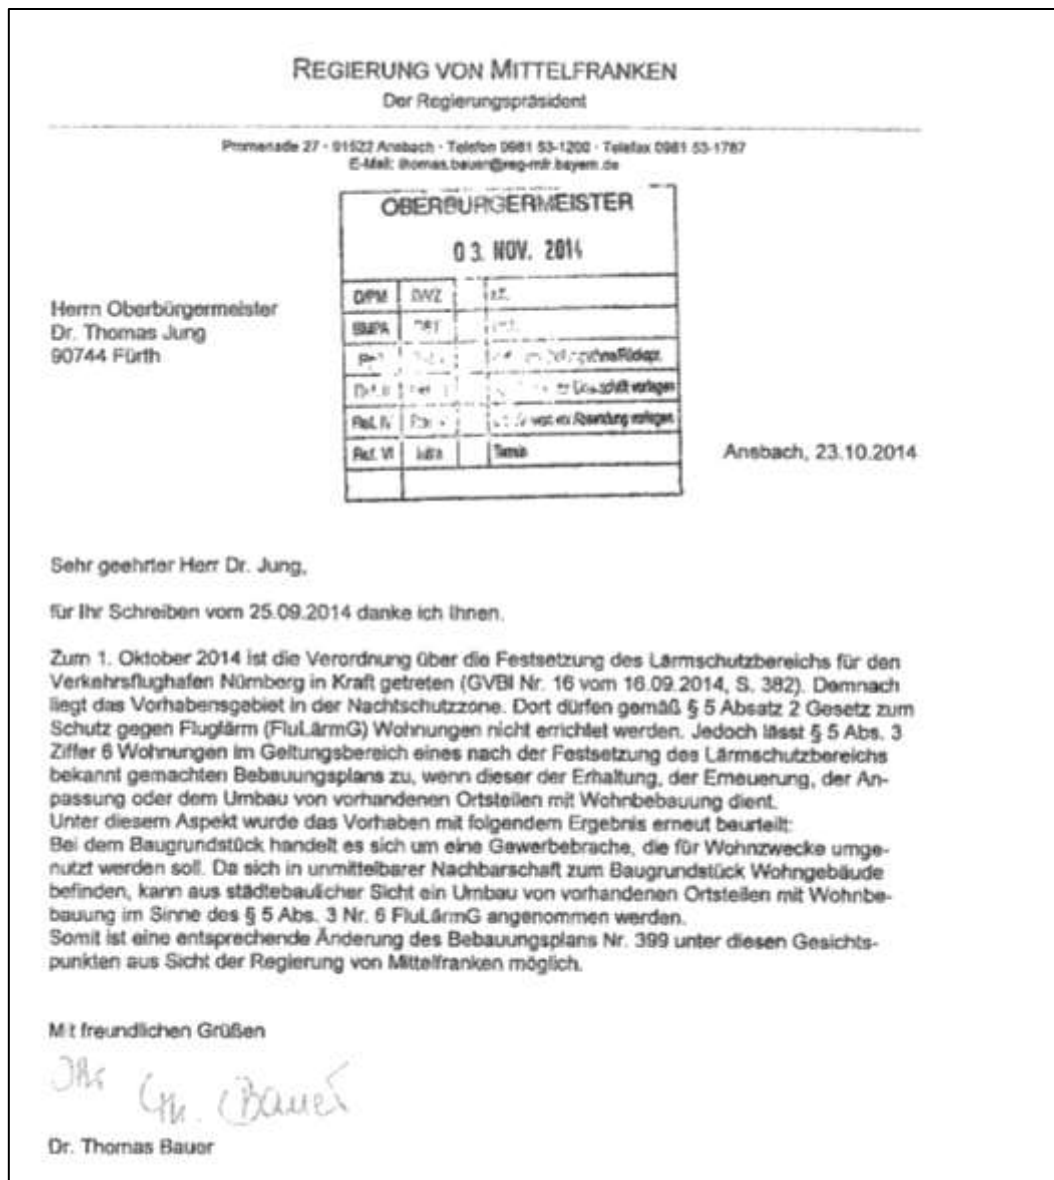 REGIERUNG VON MITTELFRANKEN
Der Regierungspräsident
Promenade 27 · 91522 Ansbach · Telefon 0981 53-1200 · Telefax 0981 53-1787
E-Mail: thomas.bauer@reg-mfr.bayern.de
OBERBÜRGERMEISTER
03. NOV. 2014
D/PM
BMPA
Ref. IV
Ref. VI Termin
Herrn Oberbürgermeister
Dr. Thomas Jung
90744 Fürth
Ansbach, 23.10.2014
Sehr geehrter Herr Dr. Jung,
für Ihr Schreiben vom 25.09.2014 danke ich Ihnen.
Zum 1. Oktober 2014 ist die Verordnung über die Festsetzung des Lärmschutzbereichs für den
Verkehrsflughafen Nürnberg in Kraft getreten (GVBl Nr. 16 vom 16.09.2014, S. 382). Demnach
liegt das Vorhabensgebiet in der Nachtschutzzone. Dort dürfen gemäß § 5 Absatz 2 Gesetz zum
Schutz gegen Fluglärm (FluLärmG) Wohnungen nicht errichtet werden. Jedoch lässt § 5 Abs. 3
Ziffer 6 Wohnungen im Geltungsbereich eines nach der Festsetzung des Lärmschutzbereichs
bekannt gemachten Bebauungsplans zu, wenn dieser der Erhaltung, der Erneuerung, der An-
passung oder dem Umbau von vorhandenen Ortsteilen mit Wohnbebauung dient.
Unter diesem Aspekt wurde das Vorhaben mit folgendem Ergebnis erneut beurteilt:
Bei dem Baugrundstück handelt es sich um eine Gewerbebrache, die für Wohnzwecke umge-
nutzt werden soll. Da sich in unmittelbarer Nachbarschaft zum Baugrundstück Wohngebäude
befinden, kann aus städtebaulicher Sicht ein Umbau von vorhandenen Ortsteilen mit Wohnbe-
bauung im Sinne des § 5 Abs. 3 Nr. 6 FluLärmG angenommen werden.
Somit ist eine entsprechende Änderung des Bebauungsplans Nr. 399 unter diesen Gesichts-
punkten aus Sicht der Regierung von Mittelfranken möglich.
Mit freundlichen Grüßen
Ihr
Th. Bauer
Dr. Thomas Bauer